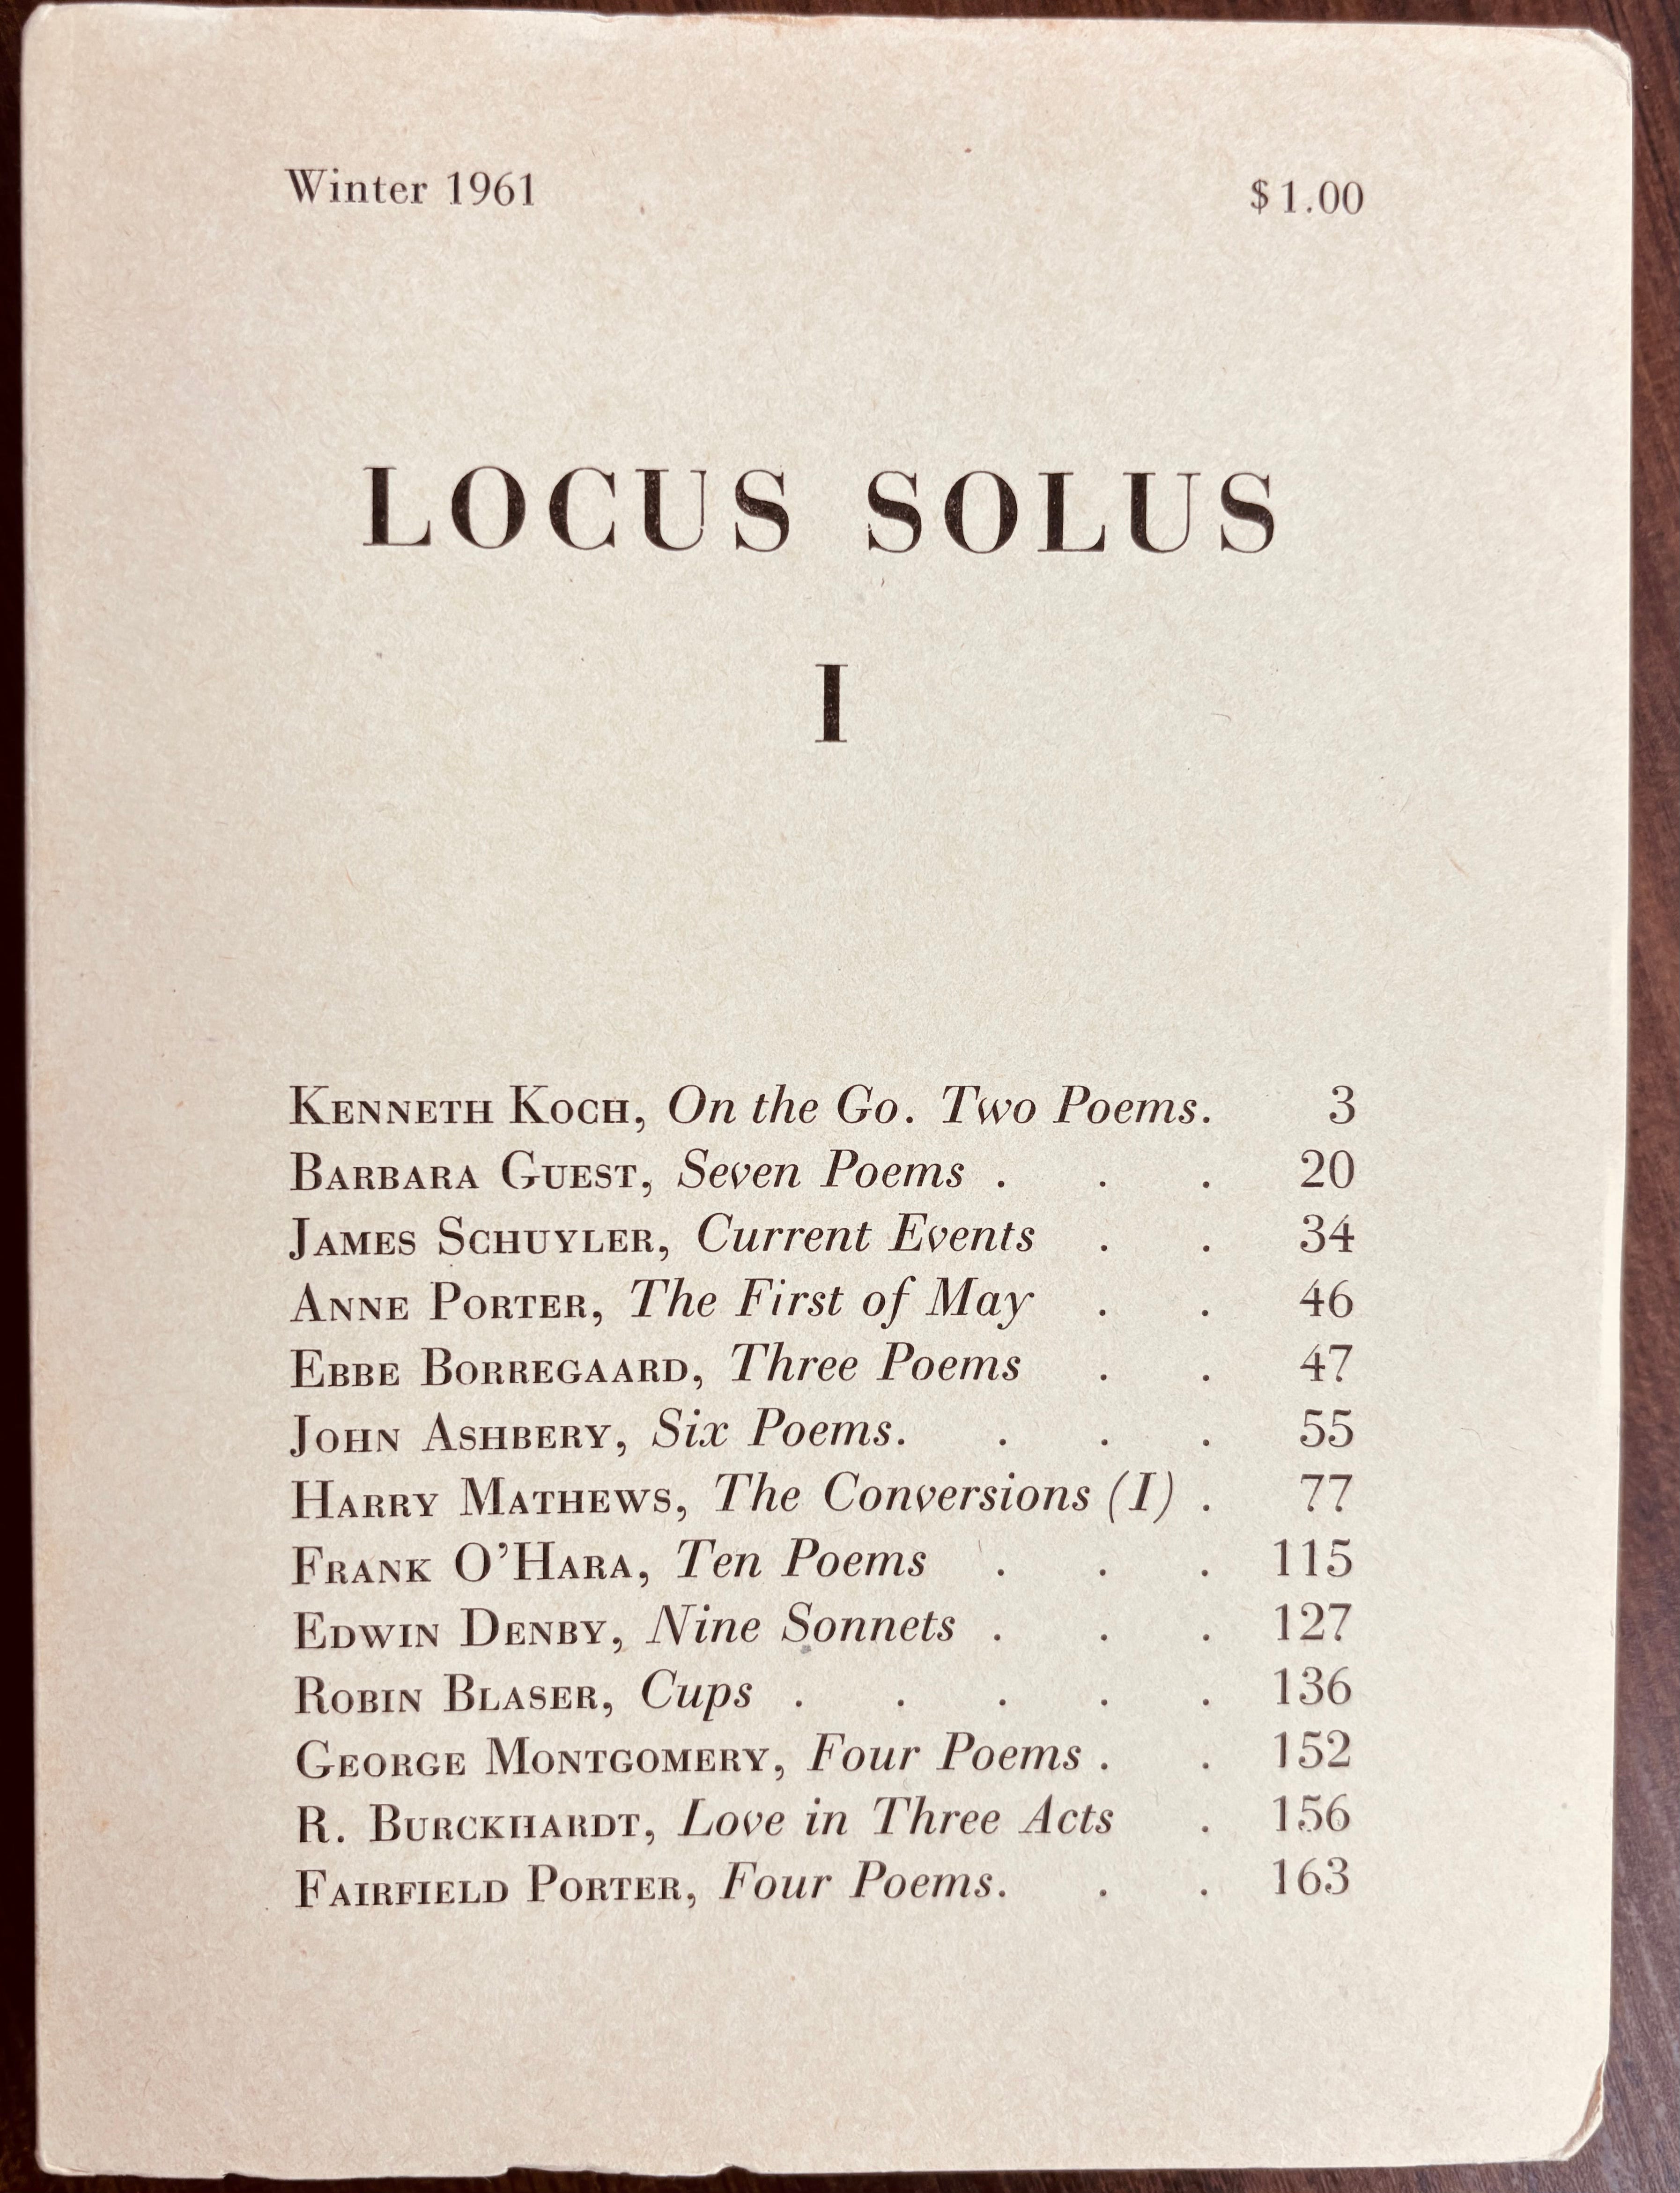 Winter 1961 $1.00
LOCUS SOLUS
I
KENNETH KOCH, On the Go. Two Poems. 3
BARBARA GUEST, Seven Poems . . . 20
JAMES SCHUYLER, Current Events . . 34
ANNE PORTER, The First of May . . 46
EBBE BORREGAARD, Three Poems . . 47
JOHN ASHBERY, Six Poems. . . . 55
HARRY MATHEWS, The Conversions (I) . 77
FRANK O'HARA, Ten Poems . . . 115
EDWIN DENBY, Nine Sonnets . . . 127
ROBIN BLASER, Cups . . . . . 136
GEORGE MONTGOMERY, Four Poems . . 152
R. BURCKHARDT, Love in Three Acts . 156
FAIRFIELD PORTER, Four Poems. . . 163